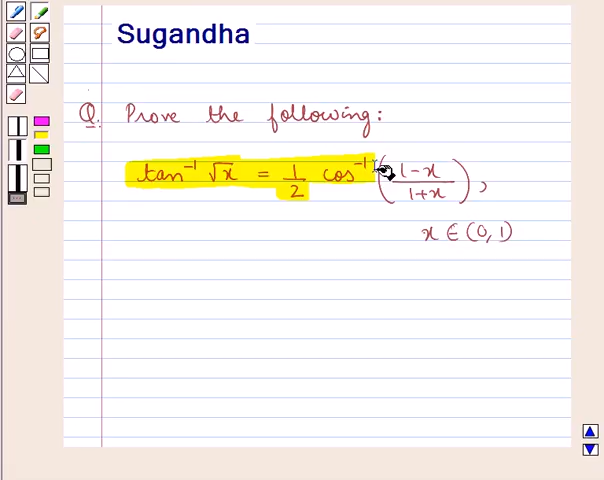 Sugandha
Q. Prove the following:
tan⁻¹ √x = 1/2 cos⁻¹ (1-x/1+x),
x ∈ (0,1)